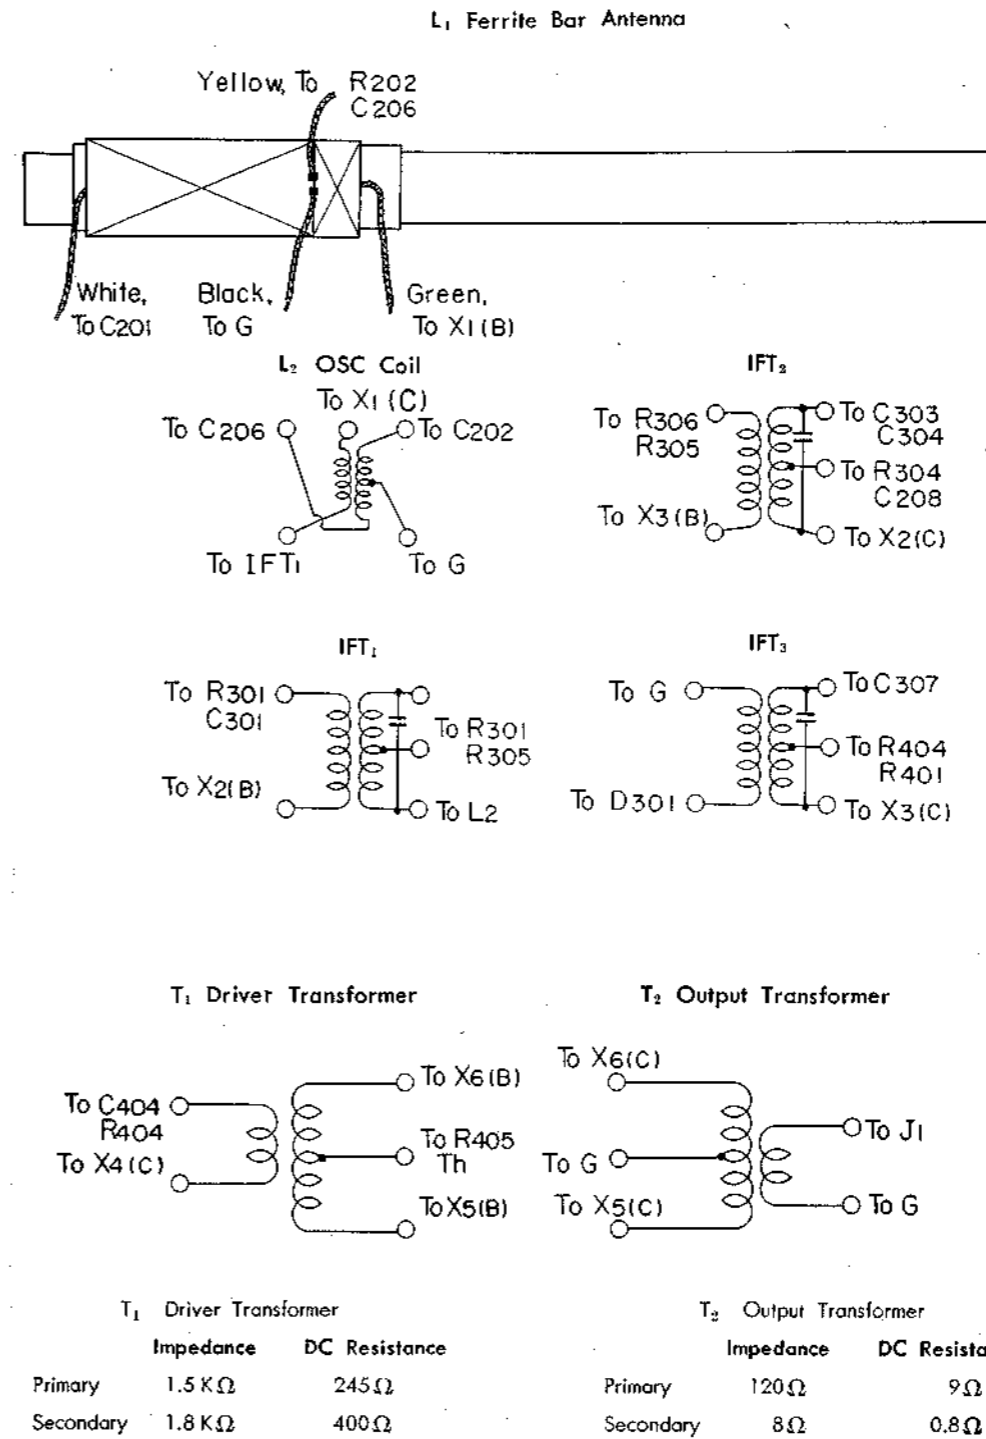 L₁ Ferrite Bar Antenna
Yellow, To R202
C206
White,
To C201
Black,
To G
Green,
To X1(B)
L₂ OSC Coil
To X1(C)
To C206
To C202
To IFT1
To G
IFT₂
To R306
R305
To C303
C304
To R304
C208
To X3(B)
To X2(C)
IFT₁
To R301
C301
To R301
R305
To X2(B)
To L2
IFT₃
To G
To C307
To R404
R401
To D301
To X3(C)
T₁ Driver Transformer
To C404
R404
To X4(C)
To X6(B)
To R405
Th
To X5(B)
T₂ Output Transformer
To X6(C)
To G
To X5(C)
To J1
To G
T₁ Driver Transformer
Impedance DC Resistance
Primary 1.5 KΩ 245Ω
Secondary 1.8 KΩ 400Ω
T₂ Output Transformer
Impedance DC Resista
Primary 120Ω 9Ω
Secondary 8Ω 0.8Ω